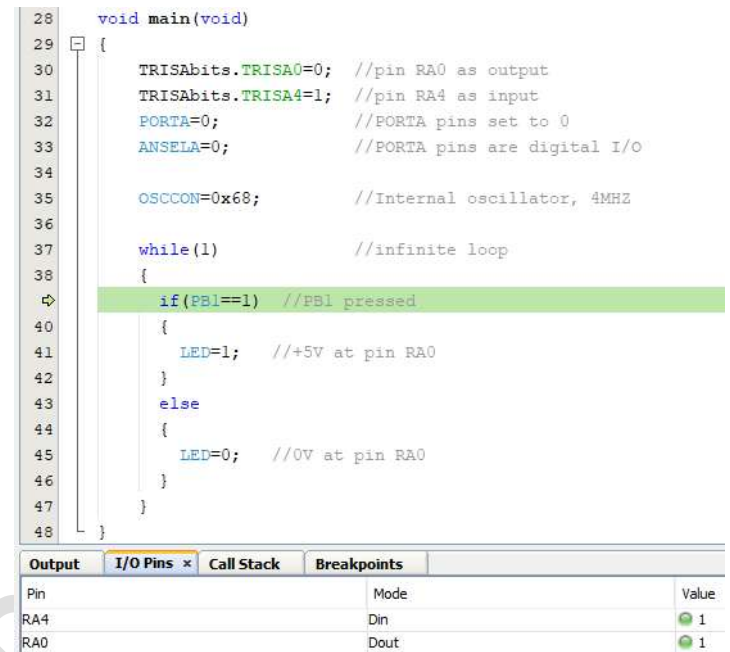 28 void main(void)
29 {
30 TRISAbits.TRISA0=0; //pin RA0 as output
31 TRISAbits.TRISA4=1; //pin RA4 as input
32 PORTA=0; //PORTA pins set to 0
33 ANSELA=0; //PORTA pins are digital I/O
34
35 OSCCON=0x68; //Internal oscillator, 4MHZ
36
37 while(1) //infinite loop
38 {
if(PB1==1) //PB1 pressed
40 {
41 LED=1; //+5V at pin RA0
42 }
43 else
44 {
45 LED=0; //0V at pin RA0
46 }
47 }
48 }
Output I/O Pins × Call Stack Breakpoints
Pin Mode Value
RA4 Din 1
RA0 Dout 1